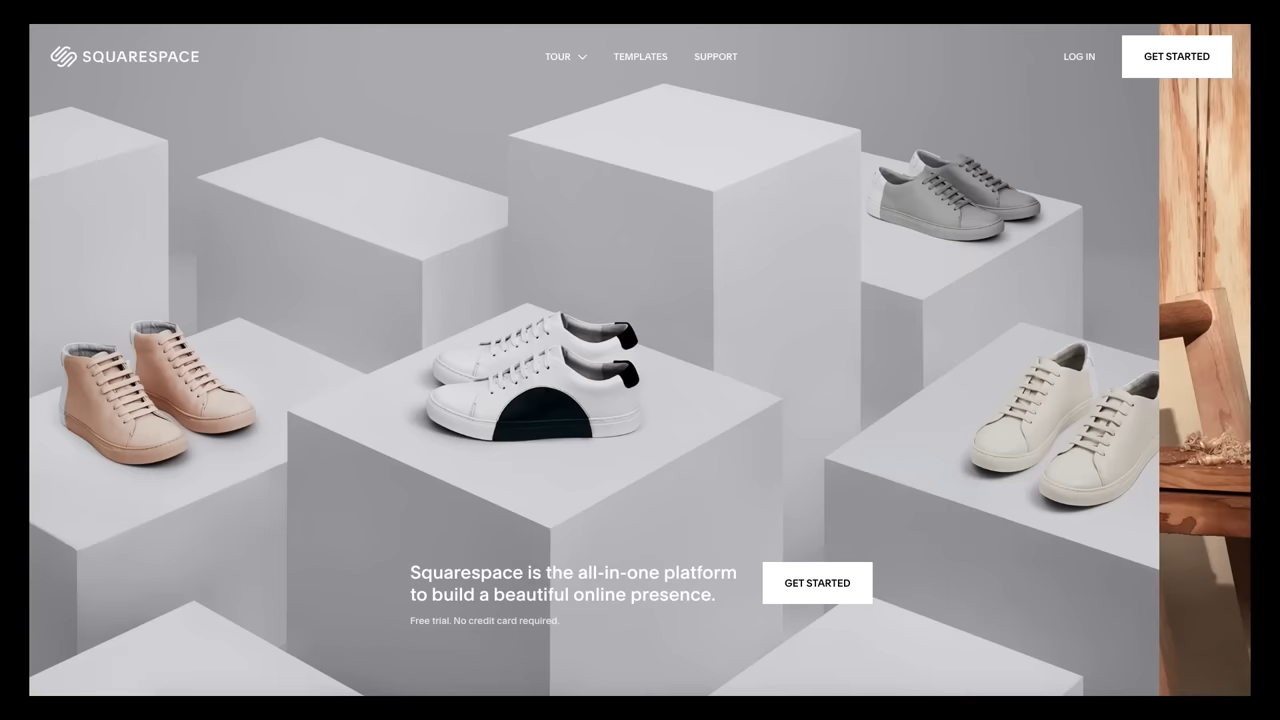 SQUARESPACE
TOUR
TEMPLATES
SUPPORT
LOG IN
GET STARTED
Squarespace is the all-in-one platform
to build a beautiful online presence.
GET STARTED
Free trial. No credit card required.